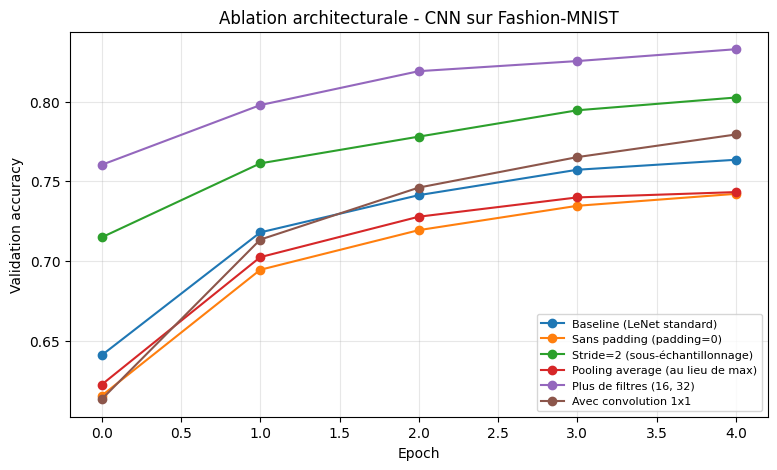 Ablation architecturale - CNN sur Fashion-MNIST
Validation accuracy
0.80
0.75
0.70
0.65
Baseline (LeNet standard)
Sans padding (padding=0)
Stride=2 (sous-échantillonnage)
Pooling average (au lieu de max)
Plus de filtres (16, 32)
Avec convolution 1x1
0.0 0.5 1.0 1.5 2.0 2.5 3.0 3.5 4.0
Epoch